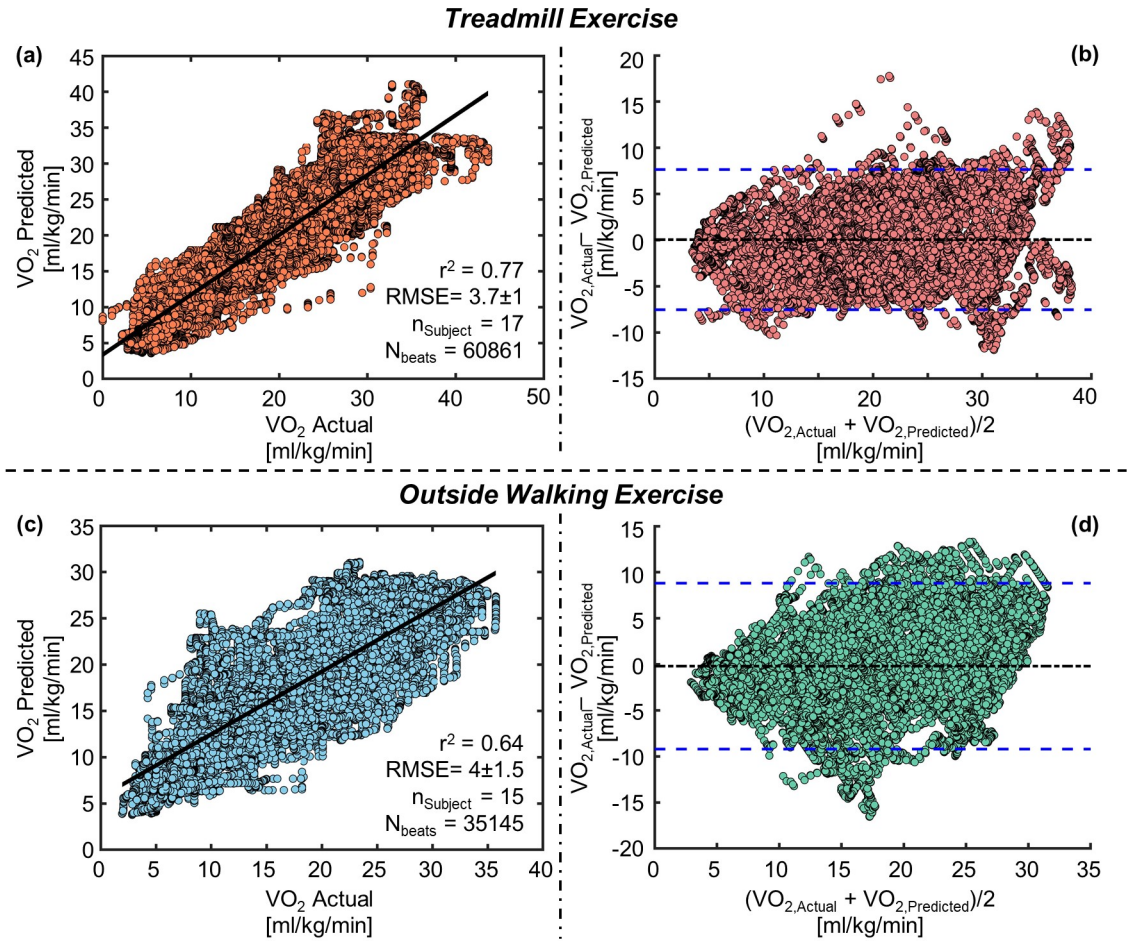 Treadmill Exercise
(a)
45
40
35
30
25
20
15
10
5
0
VO₂ Predicted
[ml/kg/min]
r² = 0.77
RMSE= 3.7±1
nSubject = 17
Nbeats = 60861
0 10 20 30 40 50
VO₂ Actual
[ml/kg/min]
(b)
20
15
10
5
0
-5
-10
-15
VO₂,Actual– VO₂,Predicted
[ml/kg/min]
0 10 20 30 40
(VO₂,Actual + VO₂,Predicted)/2
[ml/kg/min]
Outside Walking Exercise
(c)
35
30
25
20
15
10
5
0
VO₂ Predicted
[ml/kg/min]
r² = 0.64
RMSE= 4±1.5
nSubject = 15
Nbeats = 35145
0 5 10 15 20 25 30 35 40
VO₂ Actual
[ml/kg/min]
(d)
15
10
5
0
-5
-10
-15
-20
VO₂,Actual– VO₂,Predicted
[ml/kg/min]
0 5 10 15 20 25 30 35
(VO₂,Actual + VO₂,Predicted)/2
[ml/kg/min]